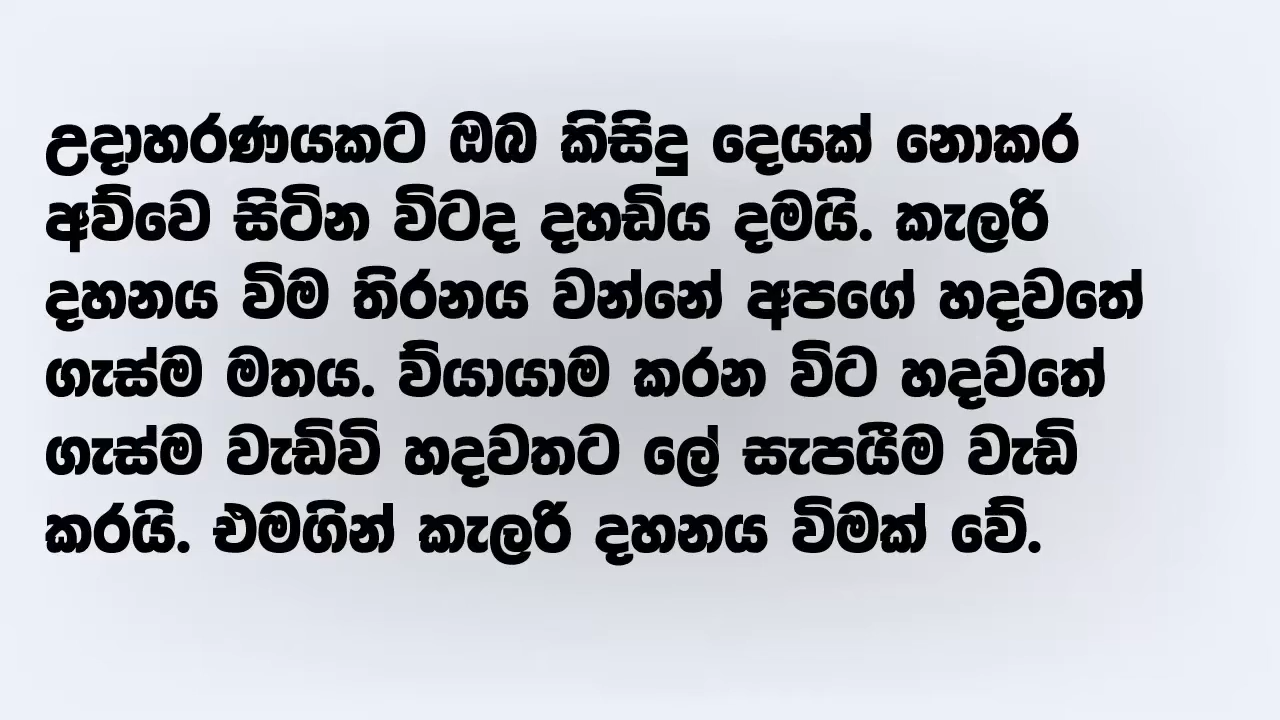 උදාහරණයකට ඔබ කිසිදු දෙයක් නොකර
අව්වෙ සිටින විටද දහඩිය දමයි. කැලරි
දහනය විම තිරනය වන්නේ අපගේ හදවතේ
ගැස්ම මතය. ව්යායාම කරන විට හදවතේ
ගැස්ම වැඩිවි හදවතට ලේ සැපයීම වැඩි
කරයි. එමගින් කැලරි දහනය විමක් වේ.